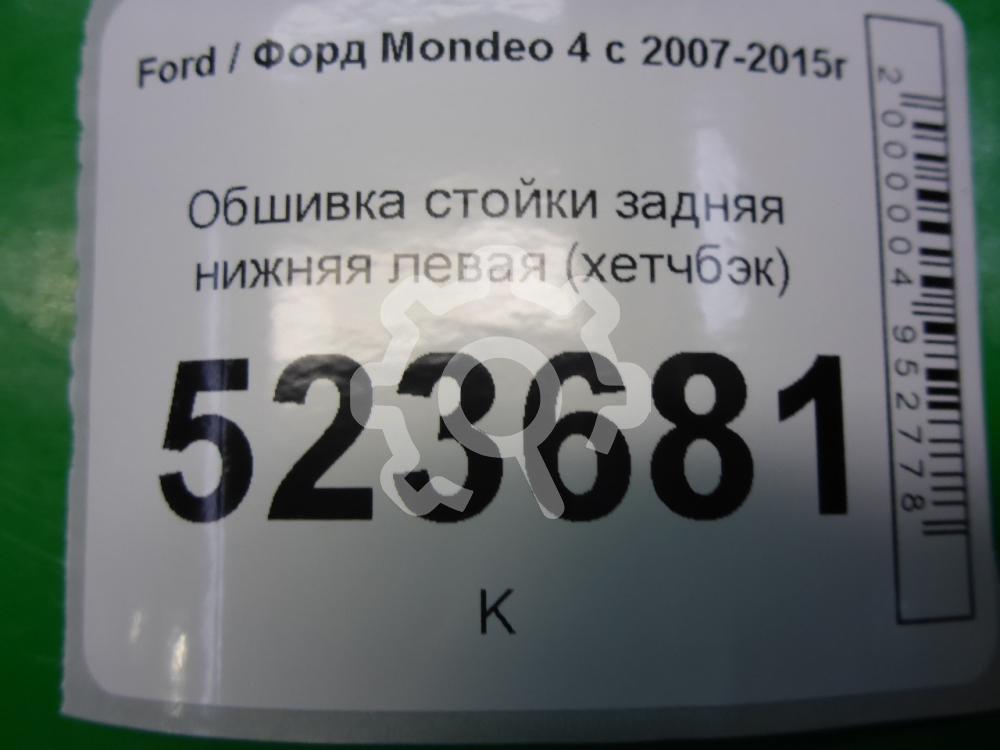 Ford / Форд Mondeo 4 с 2007-2015г
Обшивка стойки задняя
нижняя левая (хетчбэк)
523681
К
2000004952778